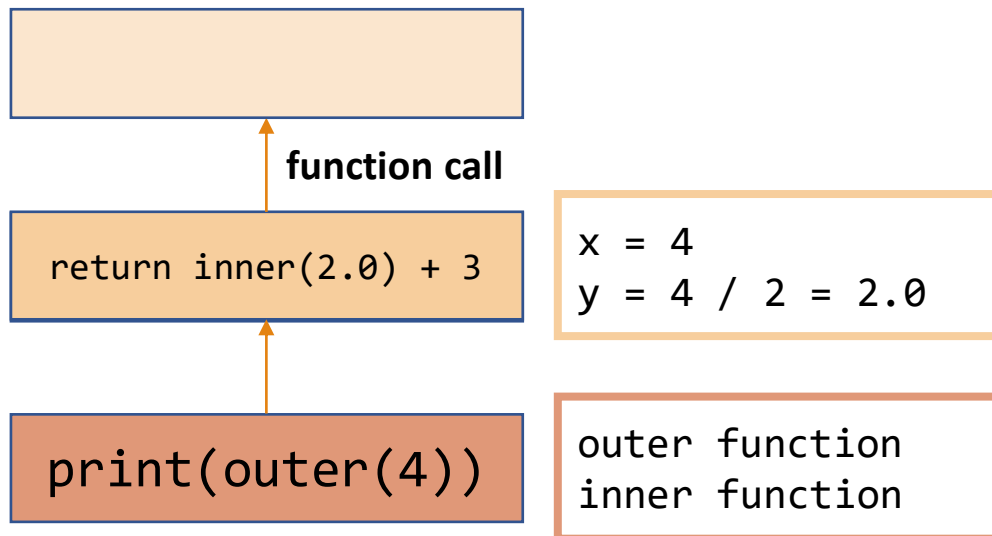 function call
return inner(2.0) + 3
x = 4
y = 4 / 2 = 2.0
print(outer(4))
outer function
inner function